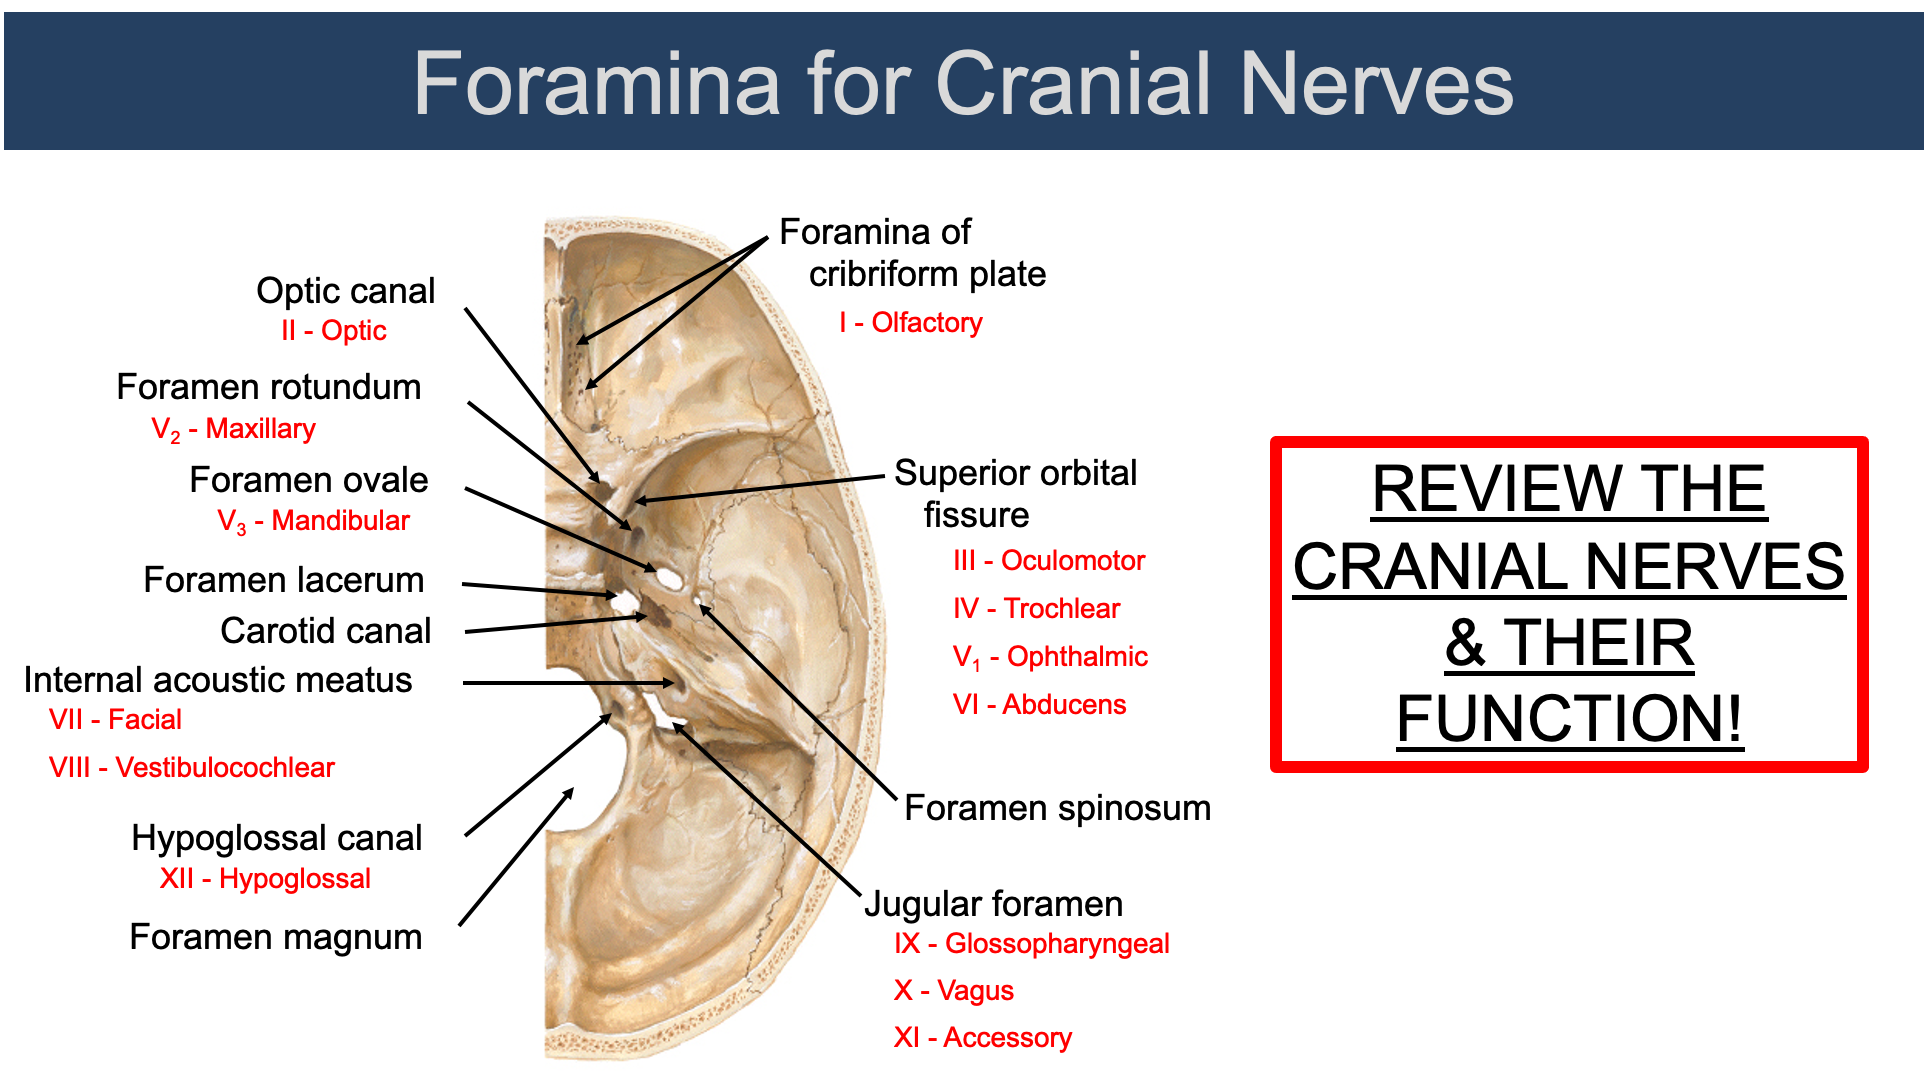 Foramina for Cranial Nerves
Optic canal
II - Optic
Foramen rotundum
V₂ - Maxillary
Foramen ovale
V₃ - Mandibular
Foramen lacerum
Carotid canal
Internal acoustic meatus
VII - Facial
VIII - Vestibulocochlear
Hypoglossal canal
XII - Hypoglossal
Foramen magnum
Foramina of
cribriform plate
I - Olfactory
Superior orbital
fissure
III - Oculomotor
IV - Trochlear
V₁ - Ophthalmic
VI - Abducens
Foramen spinosum
Jugular foramen
IX - Glossopharyngeal
X - Vagus
XI - Accessory
REVIEW THE
CRANIAL NERVES
& THEIR
FUNCTION!